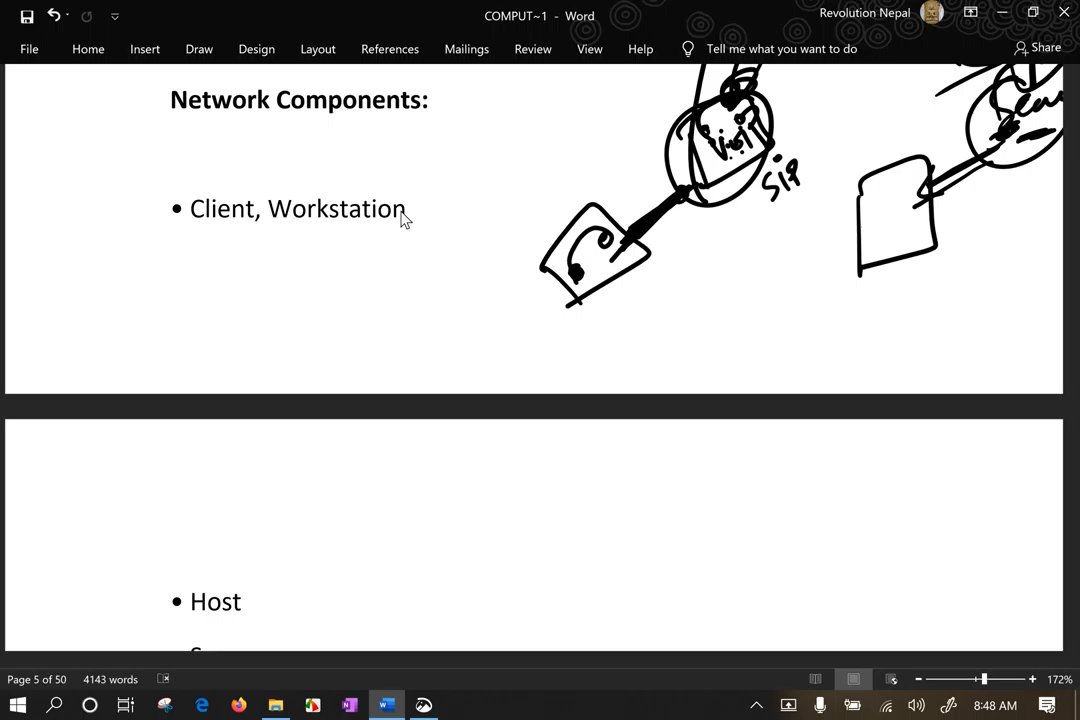 COMPUT~1 - Word
Revolution Nepal
File Home Insert Draw Design Layout References Mailings Review View Help Tell me what you want to do Share
Network Components:
sip
• Client, Workstation
• Host
Page 5 of 50 4143 words 172%
8:48 AM